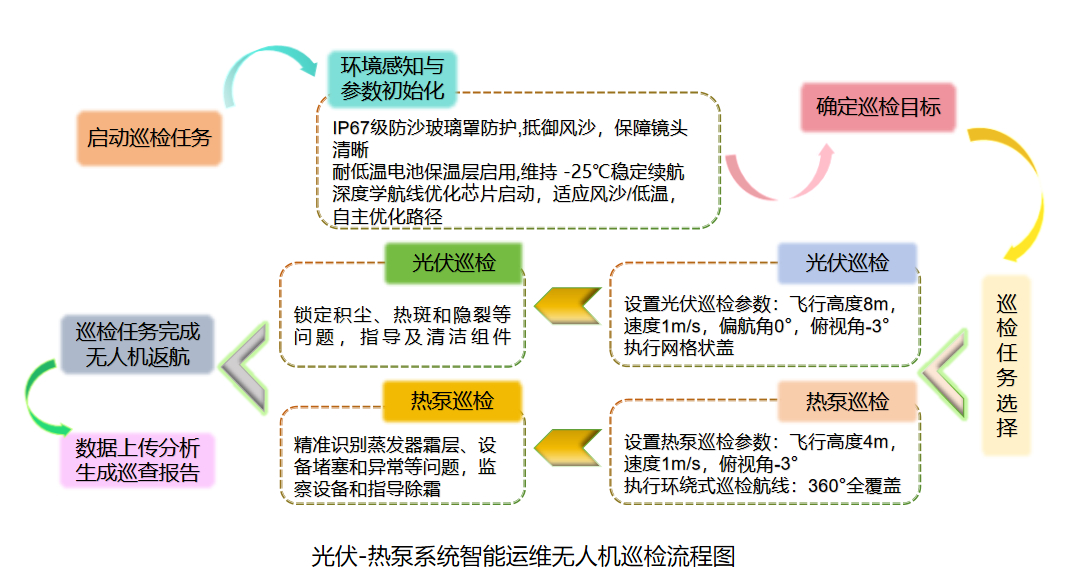 启动巡检任务
环境感知与
参数初始化
IP67级防沙玻璃罩防护,抵御风沙，保障镜头
清晰
耐低温电池保温层启用,维持 -25℃稳定续航
深度学航线优化芯片启动，适应风沙/低温，
自主优化路径
确定巡检目标
巡检任务选择
光伏巡检
设置光伏巡检参数：飞行高度8m，
速度1m/s，偏航角0°，俯视角-3°
执行网格状盖
热泵巡检
设置热泵巡检参数：飞行高度4m，
速度1m/s，俯视角-3°
执行环绕式巡检航线：360°全覆盖
光伏巡检
锁定积尘、热斑和隐裂等
问题，指导及清洁组件
热泵巡检
精准识别蒸发器霜层、设
备堵塞和异常等问题，监
察设备和指导除霜
巡检任务完成
无人机返航
数据上传分析
生成巡查报告
光伏-热泵系统智能运维无人机巡检流程图